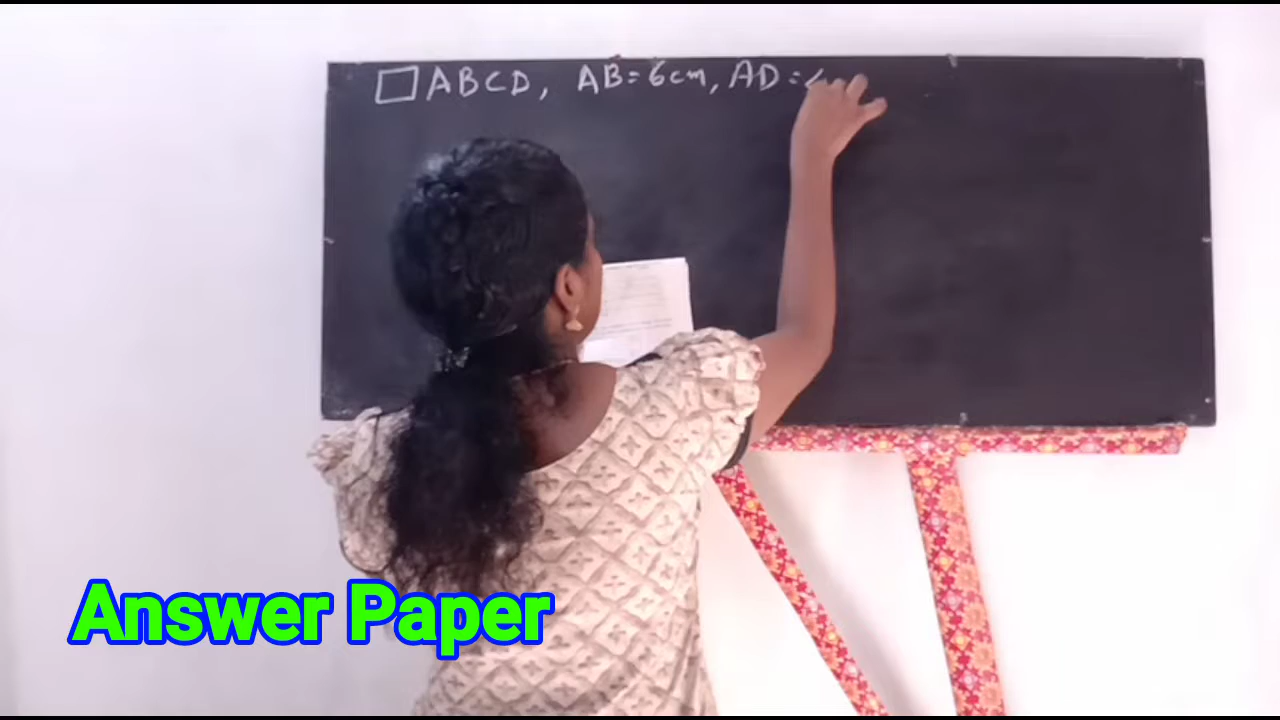 □ ABCD, AB = 6cm, AD =
Answer Paper